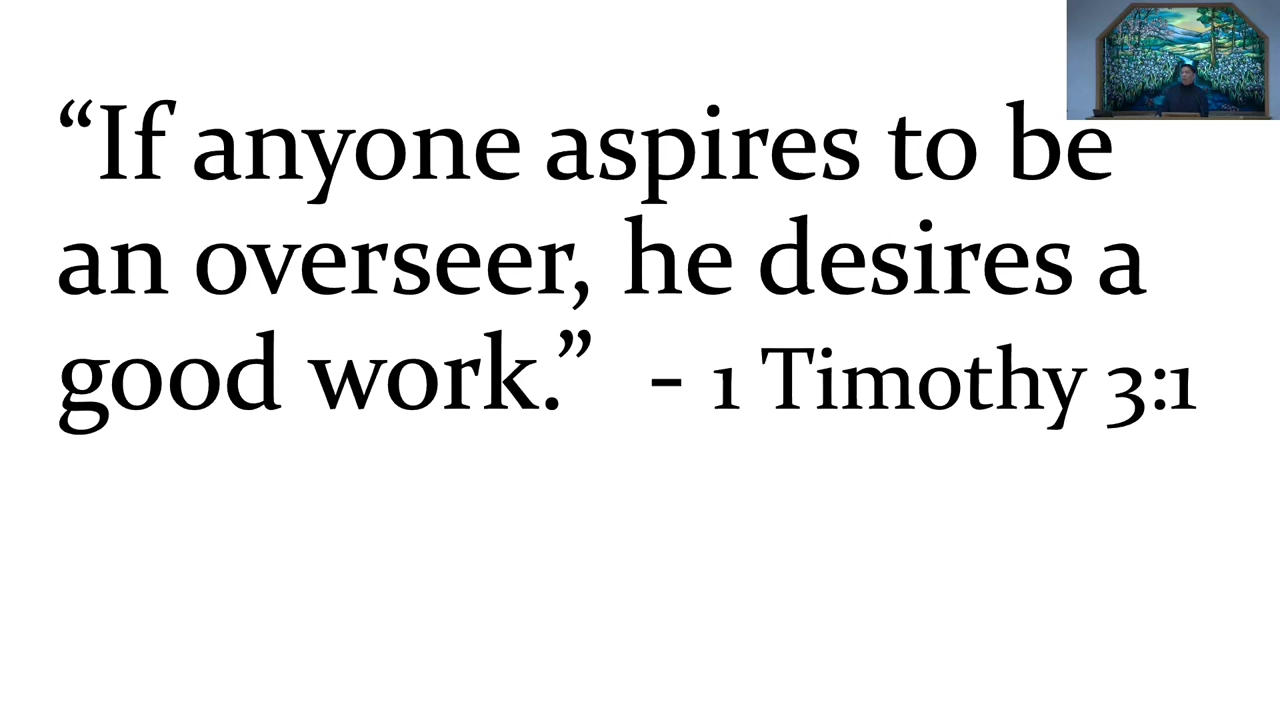 “If anyone aspires to be
an overseer, he desires a
good work.” - 1 Timothy 3:1